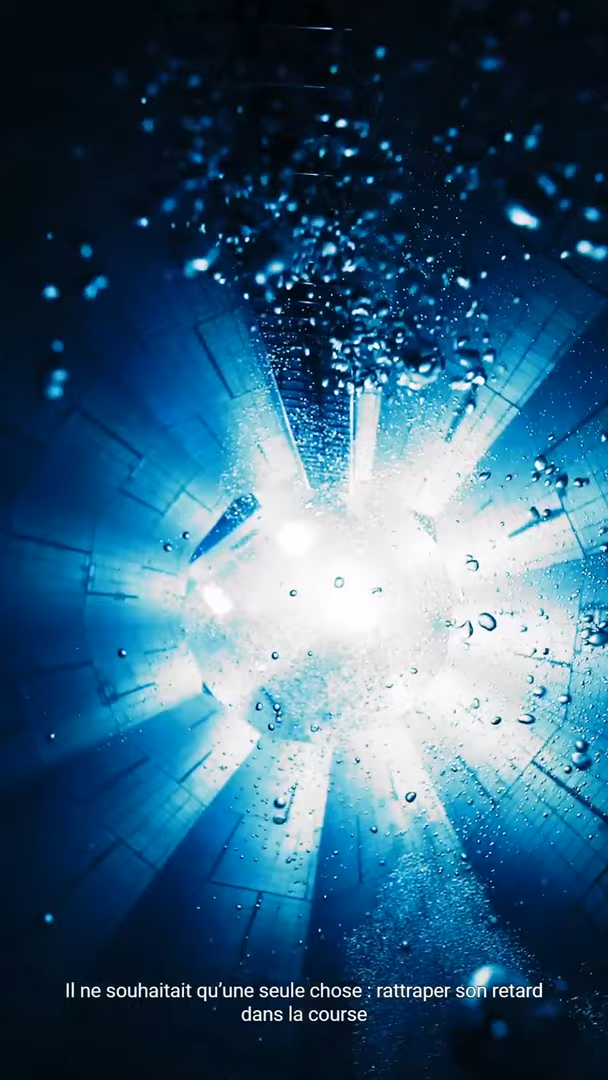 Il ne souhaitait qu’une seule chose : rattraper son retard
dans la course